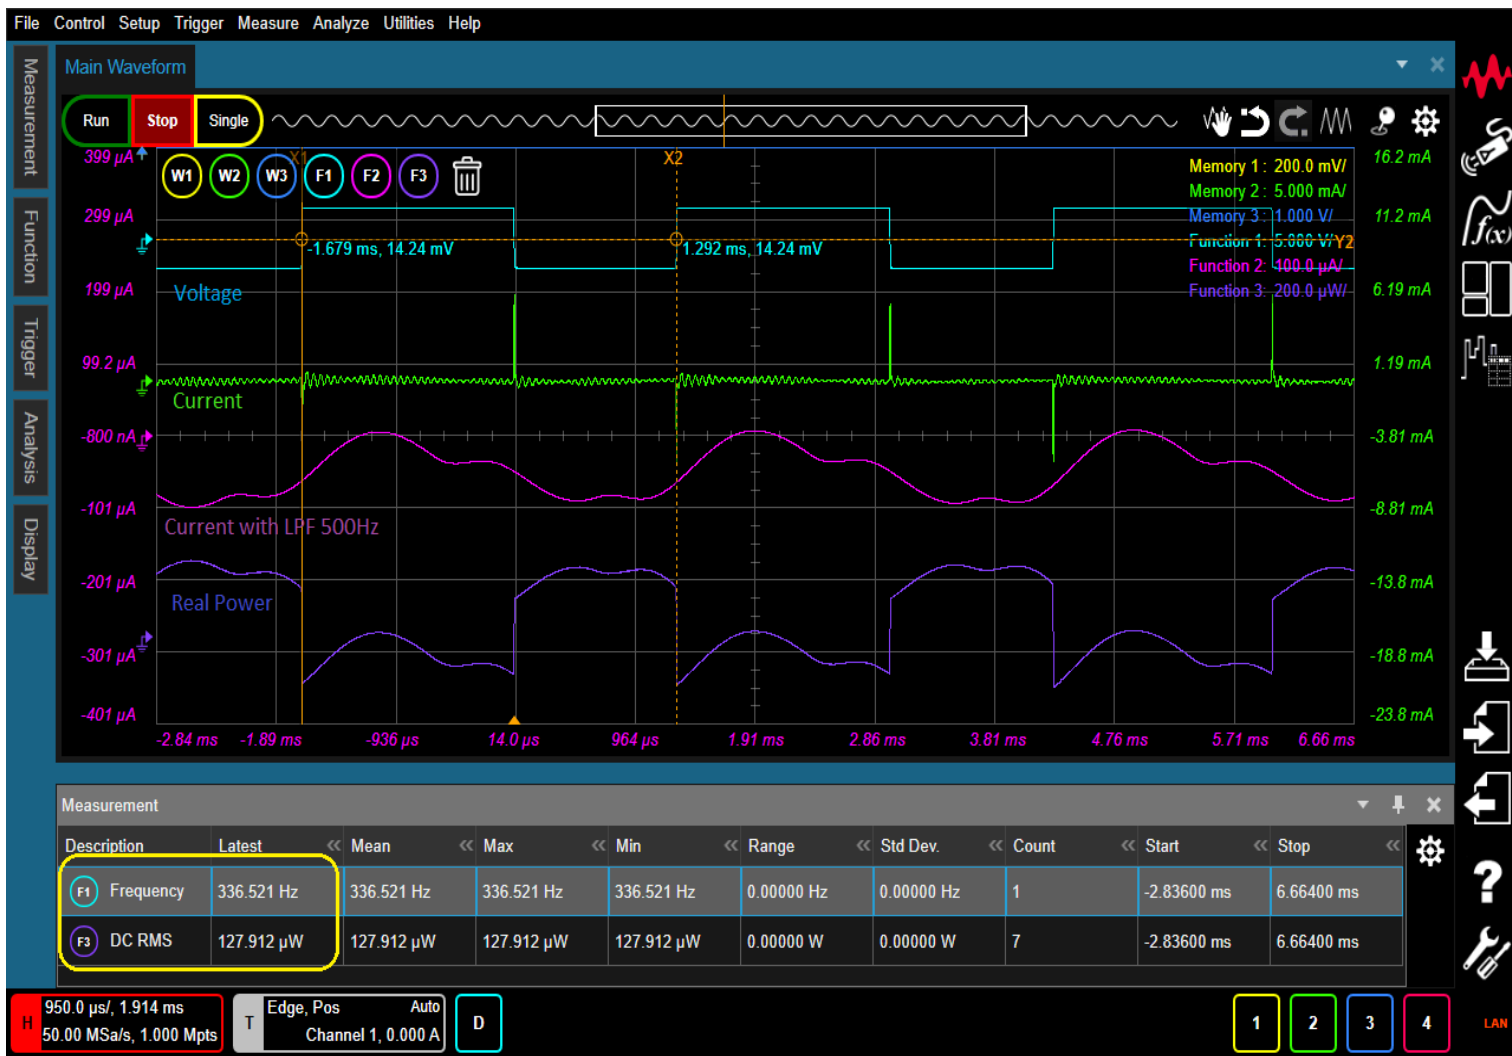 File Control Setup Trigger Measure Analyze Utilities Help
Measurement
Function
Trigger
Analysis
Display
Main Waveform
Run Stop Single
399 µA
299 µA
199 µA
99.2 µA
-800 nA
-101 µA
-201 µA
-301 µA
-401 µA
W1 W2 W3 F1 F2 F3
X1
X2
Y2
Memory 1 : 200.0 mV/
Memory 2 : 5.000 mA/
Memory 3 : 1.000 V/
Function 1: 5.000 V/
Function 2: 100.0 µA/
Function 3: 200.0 µW/
16.2 mA
11.2 mA
6.19 mA
1.19 mA
-3.81 mA
-8.81 mA
-13.8 mA
-18.8 mA
-23.8 mA
-1.679 ms, 14.24 mV
1.292 ms, 14.24 mV
Voltage
Current
Current with LPF 500Hz
Real Power
-2.84 ms -1.89 ms -936 µs 14.0 µs 964 µs 1.91 ms 2.86 ms 3.81 ms 4.76 ms 5.71 ms 6.66 ms
f(x)
Measurement
Description Latest Mean Max Min Range Std Dev. Count Start Stop
F1 Frequency 336.521 Hz 336.521 Hz 336.521 Hz 336.521 Hz 0.00000 Hz 0.00000 Hz 1 -2.83600 ms 6.66400 ms
F3 DC RMS 127.912 µW 127.912 µW 127.912 µW 127.912 µW 0.00000 W 0.00000 W 7 -2.83600 ms 6.66400 ms
?
H 950.0 µs/, 1.914 ms
50.00 MSa/s, 1.000 Mpts
T Edge, Pos Auto
Channel 1, 0.000 A
D
1 2 3 4 LAN